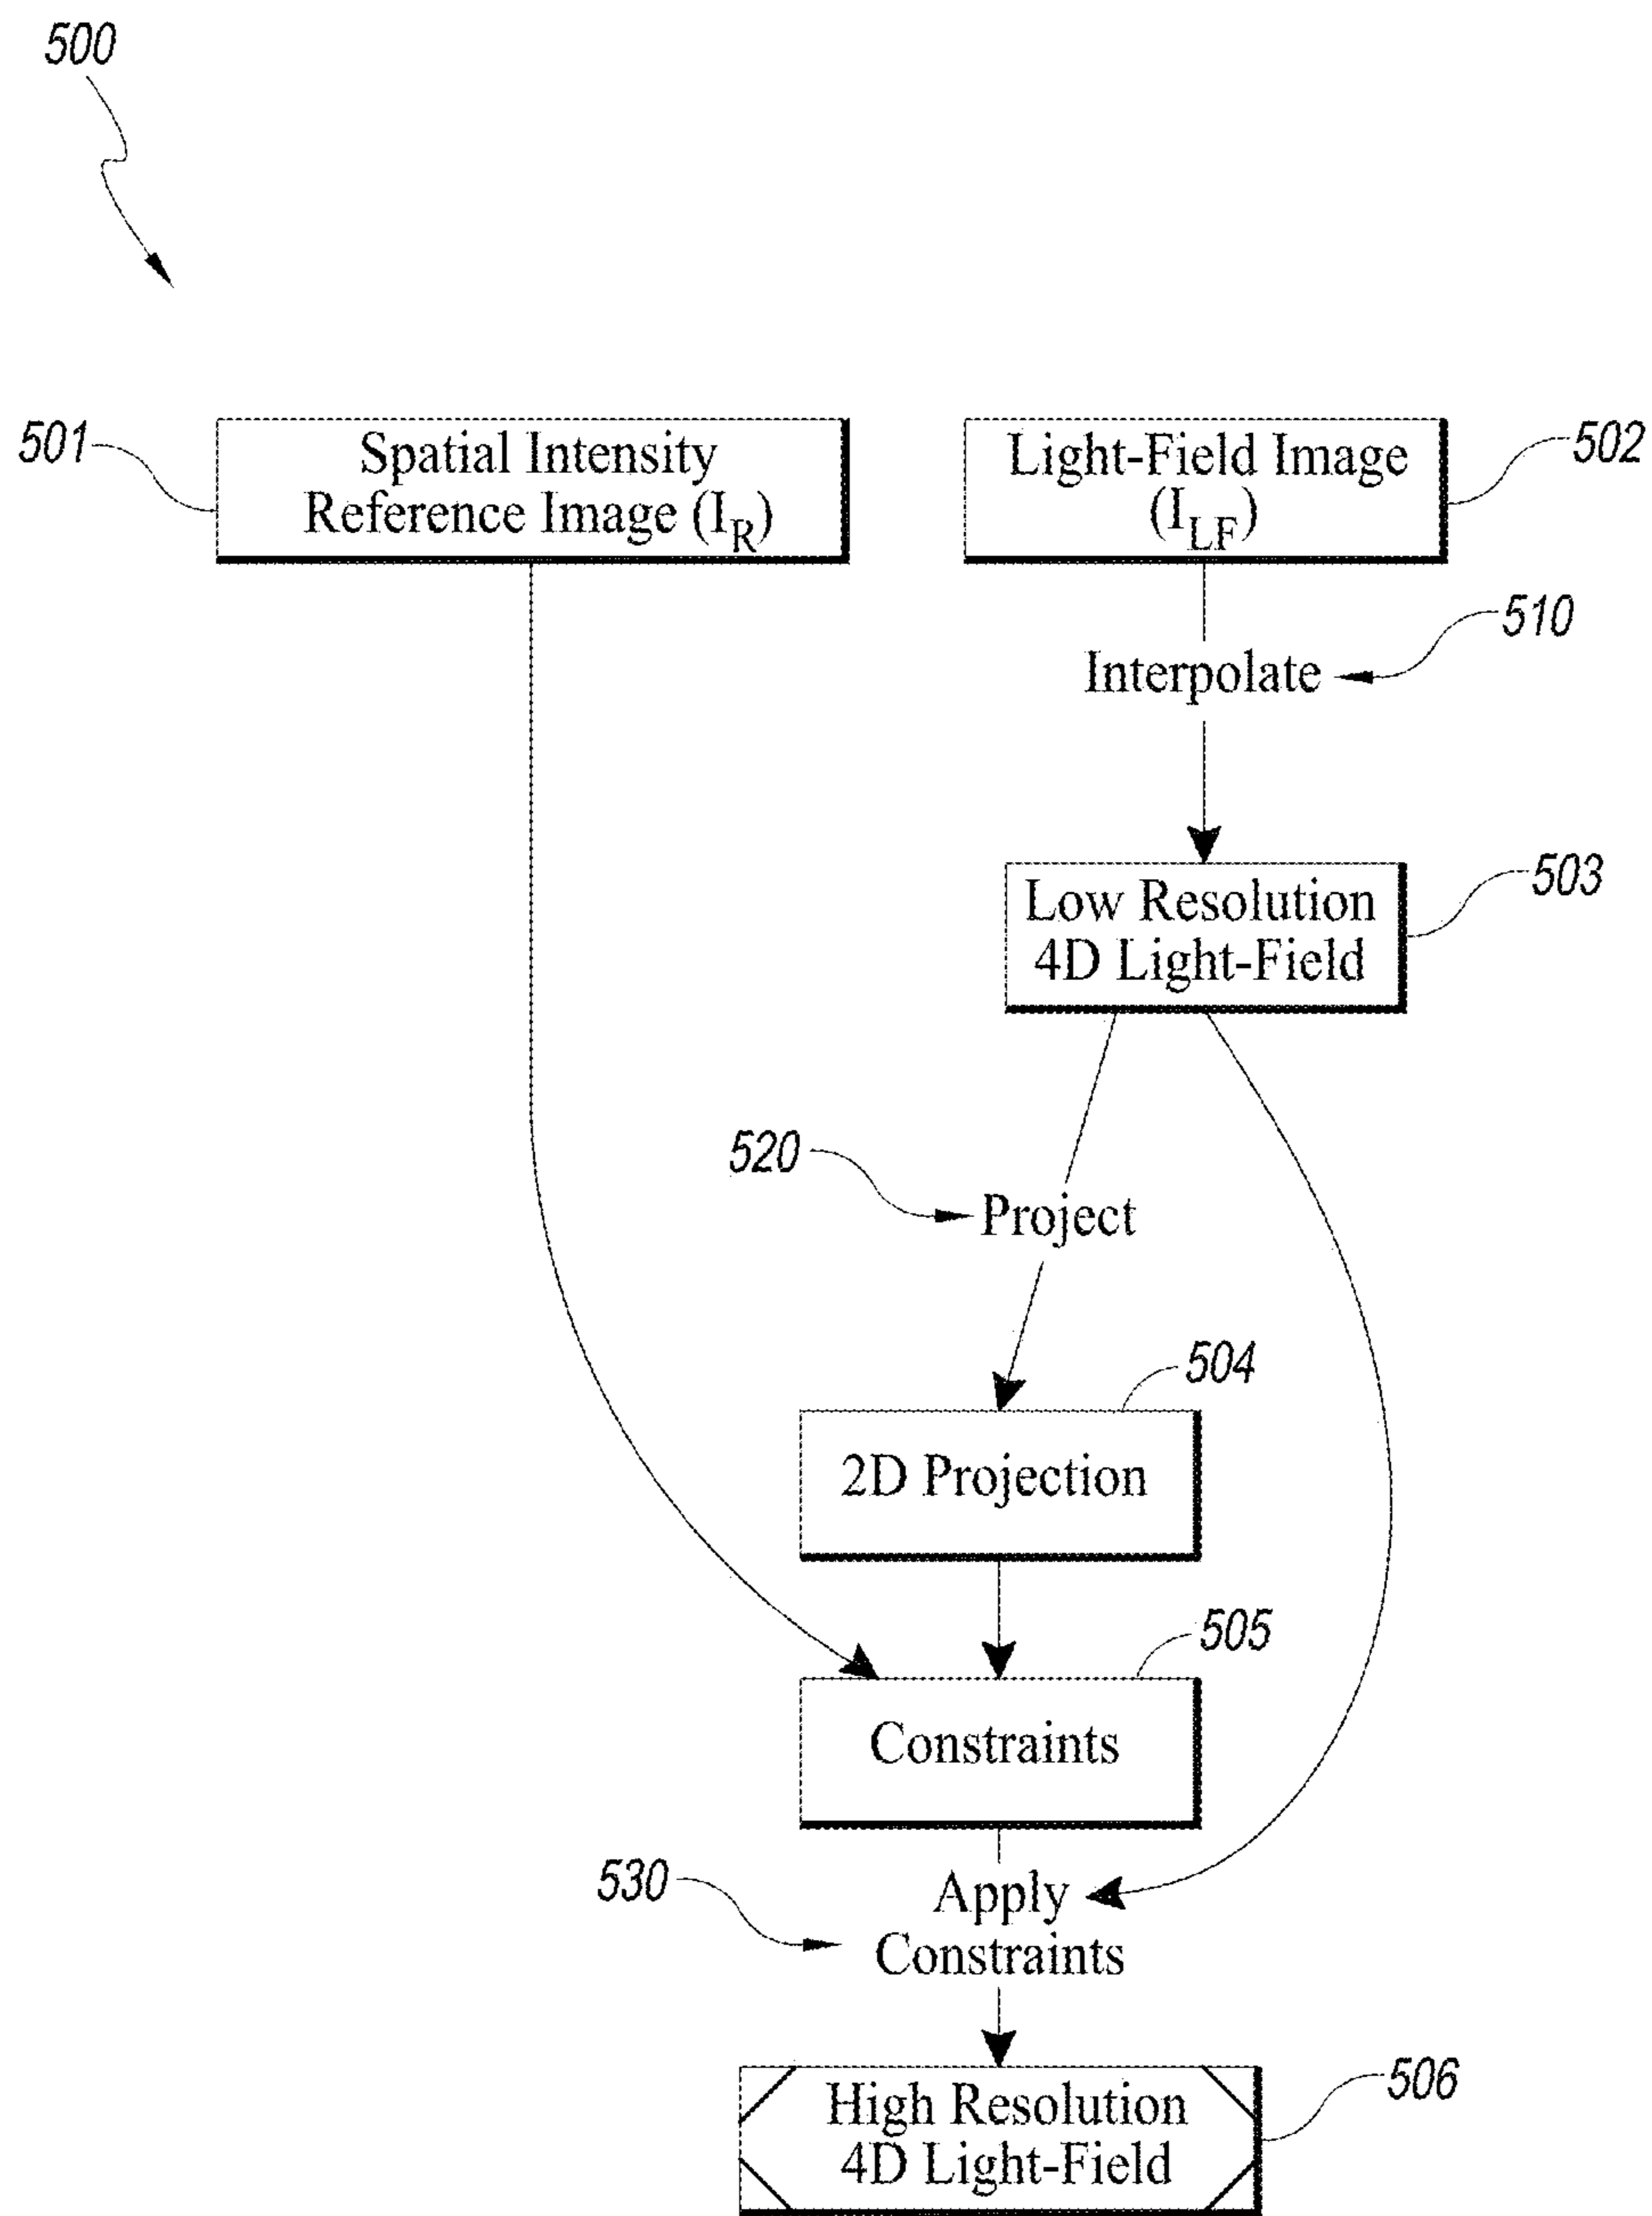 500
501
Spatial Intensity
Reference Image (I_R)
Light-Field Image
(I_LF)
502
Interpolate
510
Low Resolution
4D Light-Field
503
520
Project
504
2D Projection
505
Constraints
530
Apply
Constraints
High Resolution
4D Light-Field
506